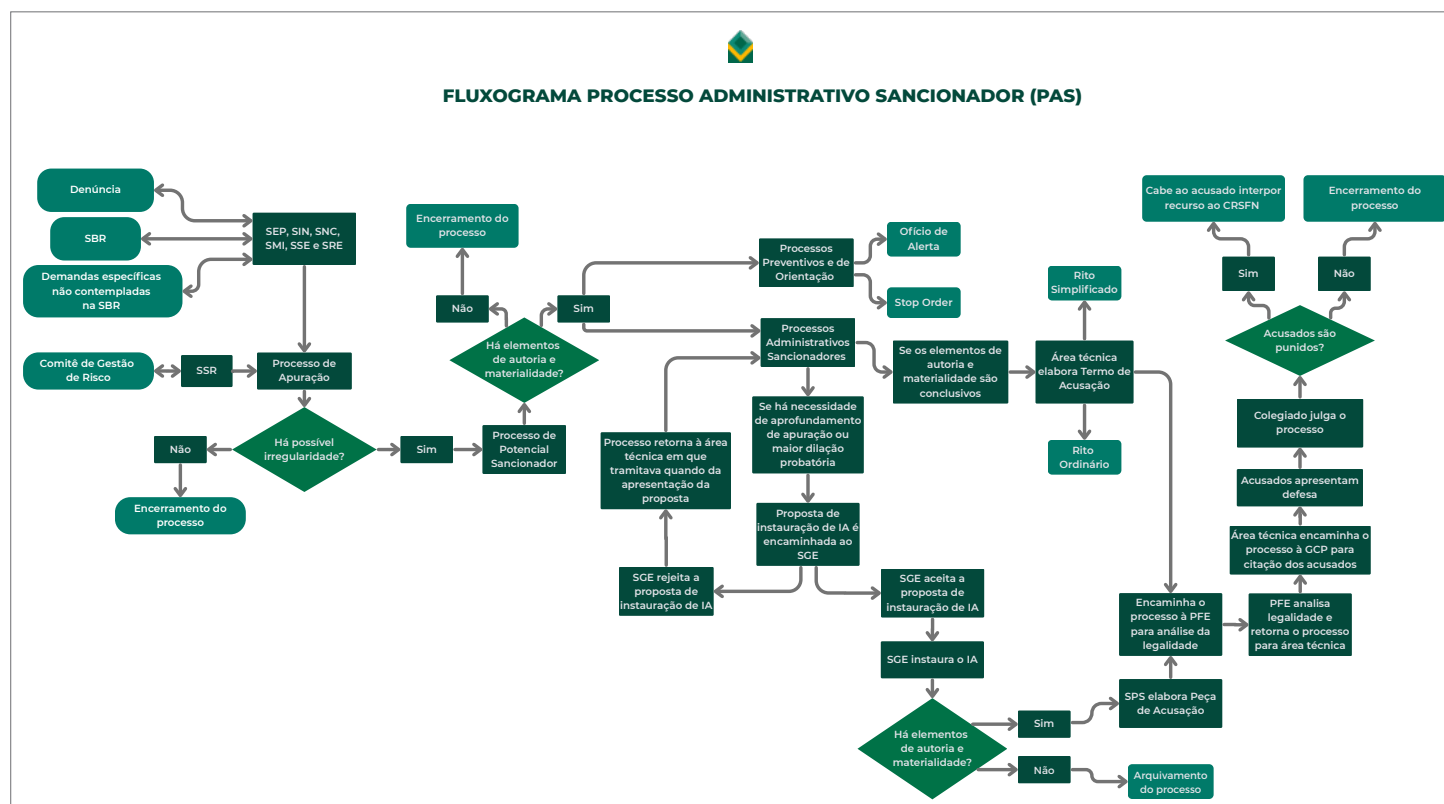 FLUXOGRAMA PROCESSO ADMINISTRATIVO SANCIONADOR (PAS)
Denúncia
SBR
Demandas específicas
não contempladas
na SBR
SEP, SIN, SNC,
SMI, SSE e SRE
Comitê de Gestão
de Risco
SSR
Processo de
Apuração
Há possível
irregularidade?
Não
Encerramento do
processo
Sim
Processo de
Potencial
Sancionador
Há elementos
de autoria e
materialidade?
Não
Encerramento do
processo
Sim
Processos
Preventivos e de
Orientação
Ofício de
Alerta
Stop Order
Processos
Administrativos
Sancionadores
Se os elementos de
autoria e
materialidade são
conclusivos
Área técnica
elabora Termo de
Acusação
Rito
Simplificado
Rito
Ordinário
Se há necessidade
de aprofundamento
de apuração ou
maior dilação
probatória
Proposta de
instauração de IA é
encaminhada ao
SGE
SGE rejeita a
proposta de
instauração de IA
Processo retorna à área
técnica em que
tramitava quando da
apresentação da
proposta
SGE aceita a
proposta de
instauração de IA
SGE instaura o IA
Há elementos
de autoria e
materialidade?
Sim
Não
Arquivamento
do processo
SPS elabora Peça
de Acusação
Encaminha o
processo à PFE
para análise da
legalidade
PFE analisa
legalidade e
retorna o processo
para área técnica
Área técnica encaminha o
processo à GCP para
citação dos acusados
Acusados apresentam
defesa
Colegiado julga o
processo
Acusados são
punidos?
Sim
Não
Cabe ao acusado interpor
recurso ao CRSFN
Encerramento do
processo